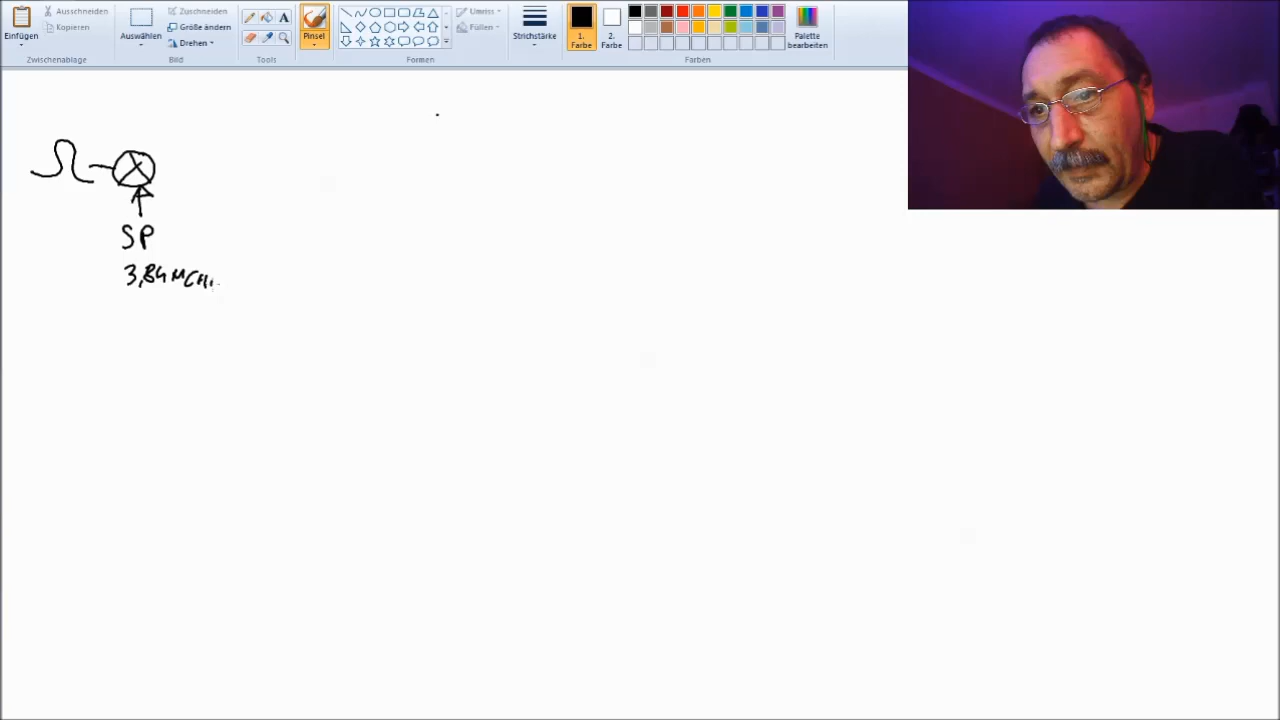 Einfügen
Zwischenablage
Ausschneiden
Kopieren
Auswählen
Zuschneiden
Größe ändern
Drehen
Bild
A
Tools
Pinsel
Formen
Umriss
Füllen
Strichstärke
1.
Farbe
2.
Farbe
Palette
bearbeiten
Farben
SP
3,84 MCHi